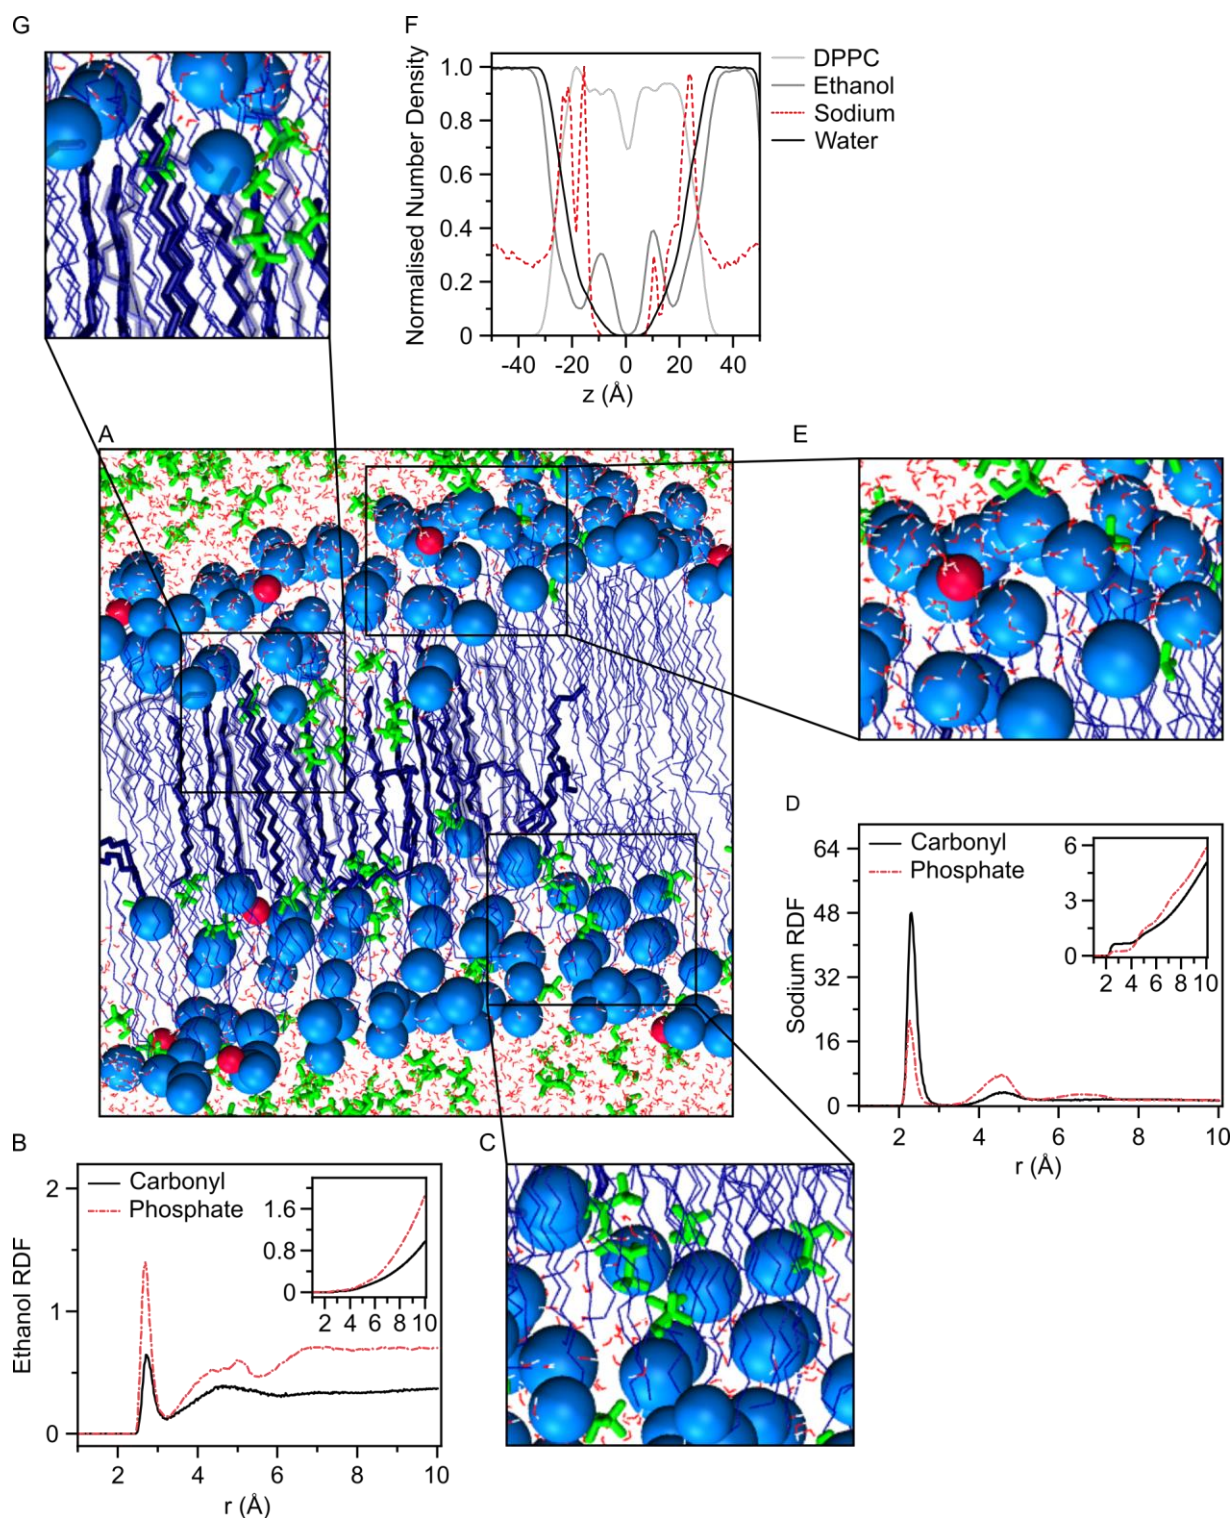 G
F
Normalised Number Density
1.0
0.8
0.6
0.4
0.2
0
-40 -20 0 20 40
z (Å)
DPPC
Ethanol
Sodium
Water
A
E
D
Sodium RDF
64
48
32
16
0
2 4 6 8 10
r (Å)
Carbonyl
Phosphate
6
3
0
2 4 6 8 10
B
Ethanol RDF
2
1
0
2 4 6 8 10
r (Å)
Carbonyl
Phosphate
1.6
0.8
0
2 4 6 8 10
C